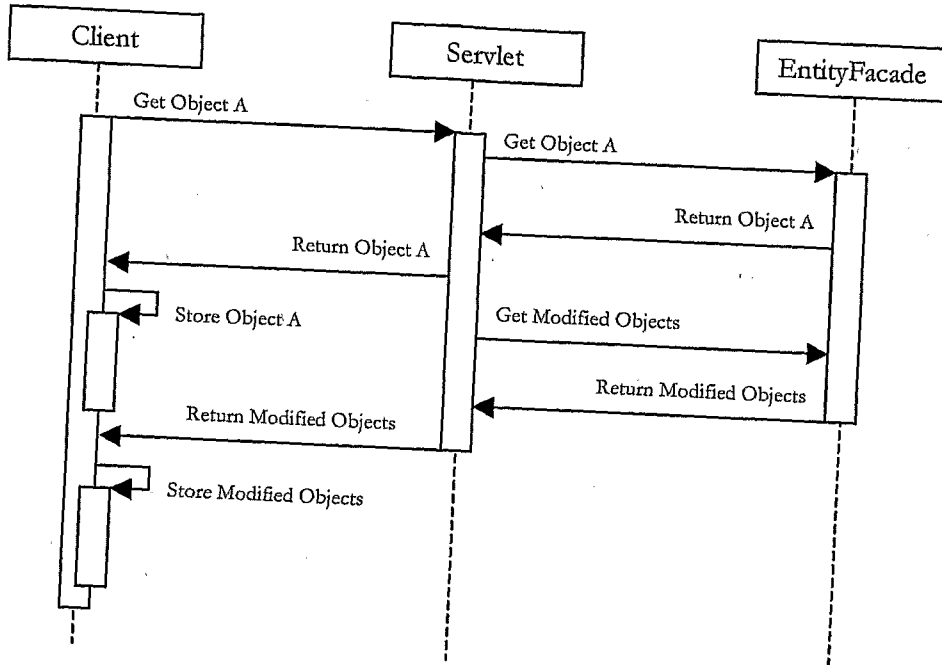 Client
Servlet
EntityFacade
Get Object A
Get Object A
Return Object A
Return Object A
Store Object A
Get Modified Objects
Return Modified Objects
Return Modified Objects
Store Modified Objects